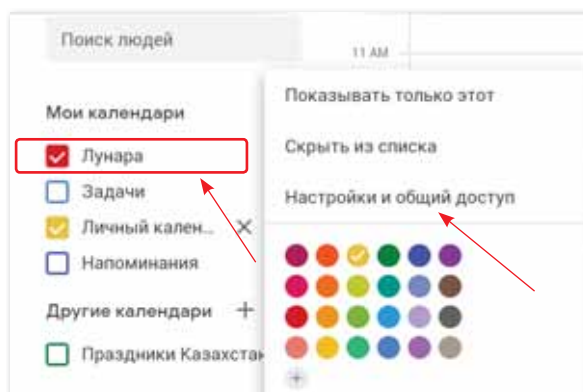 Поиск людей
11 AM
Мои календари
Лунара
Задачи
Личный кален...
Напоминания
Другие календари
Праздники Казахстан
Показывать только этот
Скрыть из списка
Настройки и общий доступ